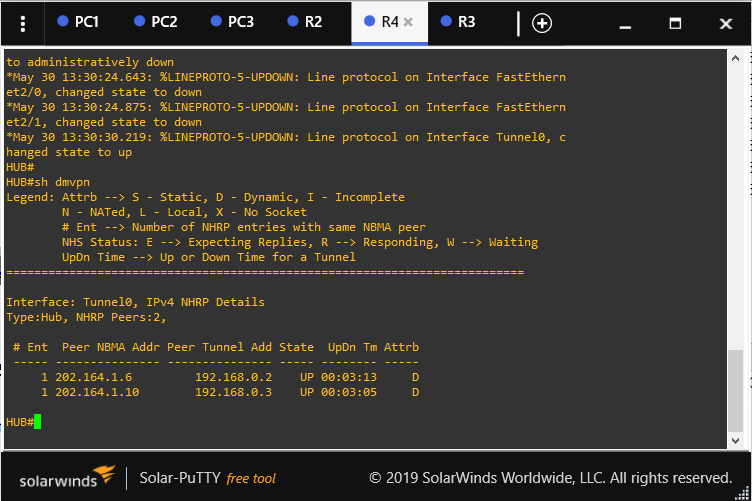 PC1 PC2 PC3 R2 R4 R3
to administratively down
*May 30 13:30:24.643: %LINEPROTO-5-UPDOWN: Line protocol on Interface FastEthern
et2/0, changed state to down
*May 30 13:30:24.875: %LINEPROTO-5-UPDOWN: Line protocol on Interface FastEthern
et2/1, changed state to down
*May 30 13:30:30.219: %LINEPROTO-5-UPDOWN: Line protocol on Interface Tunnel0, c
hanged state to up
HUB#
HUB#sh dmvpn
Legend: Attrb --> S - Static, D - Dynamic, I - Incomplete
        N - NATed, L - Local, X - No Socket
        # Ent --> Number of NHRP entries with same NBMA peer
        NHS Status: E --> Expecting Replies, R --> Responding, W --> Waiting
        UpDn Time --> Up or Down Time for a Tunnel
==========================================================================
Interface: Tunnel0, IPv4 NHRP Details
Type:Hub, NHRP Peers:2,
 # Ent  Peer NBMA Addr Peer Tunnel Add State  UpDn Tm Attrb
 ----- --------------- --------------- ----- -------- -----
     1 202.164.1.6         192.168.0.2    UP 00:03:13     D
     1 202.164.1.10        192.168.0.3    UP 00:03:05     D
HUB#
solarwinds Solar-PuTTY free tool © 2019 SolarWinds Worldwide, LLC. All rights reserved.